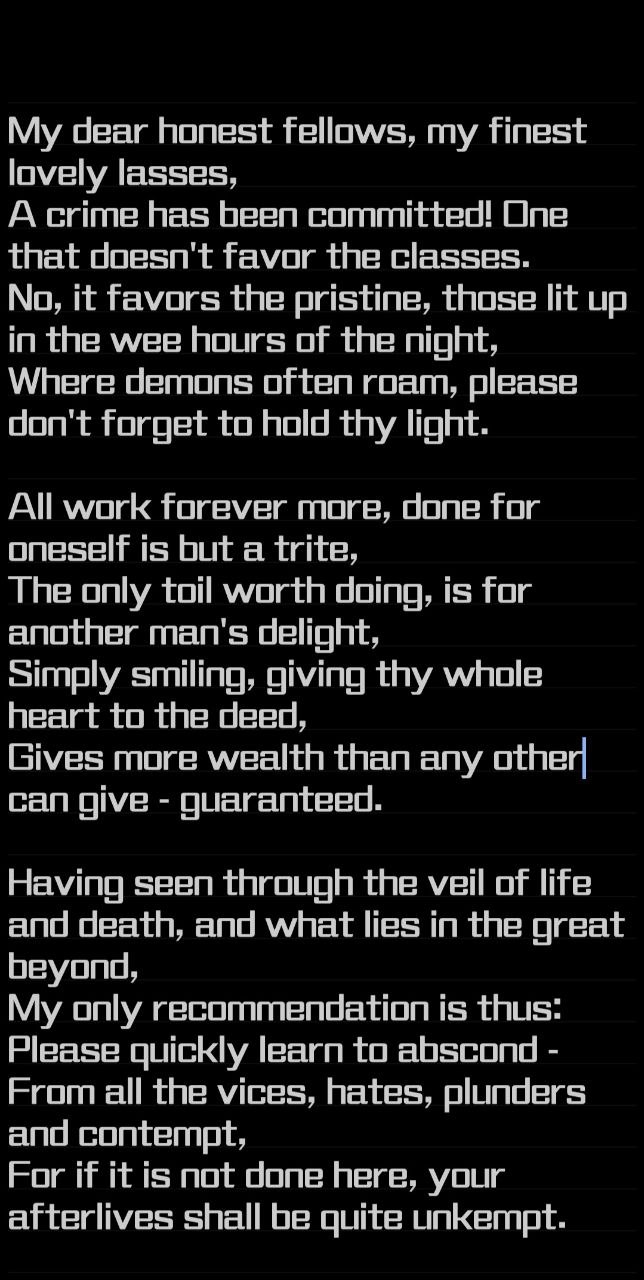 My dear honest fellows, my finest
lovely lasses,
A crime has been committed! One
that doesn't favor the classes.
No, it favors the pristine, those lit up
in the wee hours of the night,
Where demons often roam, please
don't forget to hold thy light.

All work forever more, done for
oneself is but a trite,
The only toil worth doing, is for
another man's delight,
Simply smiling, giving thy whole
heart to the deed,
Gives more wealth than any other
can give - guaranteed.

Having seen through the veil of life
and death, and what lies in the great
beyond,
My only recommendation is thus:
Please quickly learn to abscond -
From all the vices, hates, plunders
and contempt,
For if it is not done here, your
afterlives shall be quite unkempt.